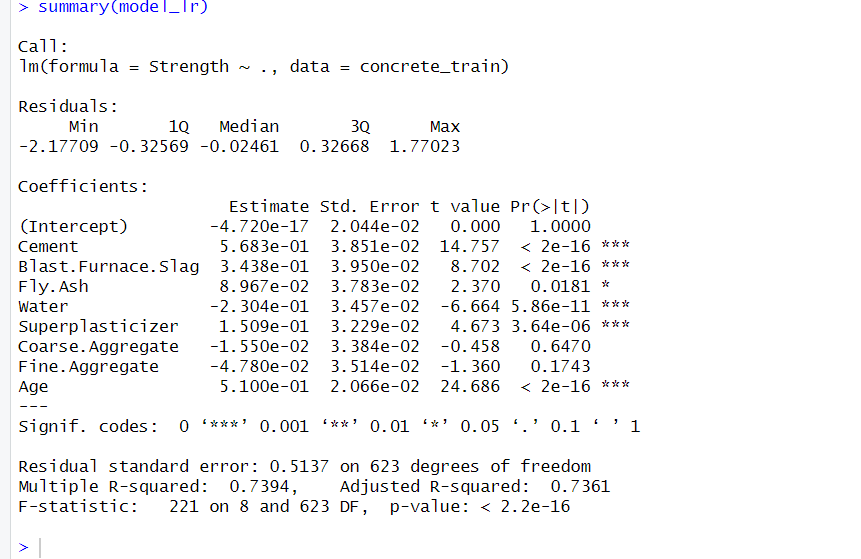 > summary(model_lr)
Call:
lm(formula = Strength ~ ., data = concrete_train)
Residuals:
     Min       1Q   Median       3Q      Max
-2.17709 -0.32569 -0.02461  0.32668  1.77023
Coefficients:
                     Estimate Std. Error t value Pr(>|t|)
(Intercept)        -4.720e-17  2.044e-02   0.000   1.0000
Cement              5.683e-01  3.851e-02  14.757  < 2e-16 ***
Blast.Furnace.Slag  3.438e-01  3.950e-02   8.702  < 2e-16 ***
Fly.Ash             8.967e-02  3.783e-02   2.370   0.0181 *
Water              -2.304e-01  3.457e-02  -6.664 5.86e-11 ***
Superplasticizer    1.509e-01  3.229e-02   4.673 3.64e-06 ***
Coarse.Aggregate   -1.550e-02  3.384e-02  -0.458   0.6470
Fine.Aggregate     -4.780e-02  3.514e-02  -1.360   0.1743
Age                 5.100e-01  2.066e-02  24.686  < 2e-16 ***
---
Signif. codes:  0 ‘***’ 0.001 ‘**’ 0.01 ‘*’ 0.05 ‘.’ 0.1 ‘ ’ 1
Residual standard error: 0.5137 on 623 degrees of freedom
Multiple R-squared:  0.7394,    Adjusted R-squared:  0.7361
F-statistic:   221 on 8 and 623 DF,  p-value: < 2.2e-16
>